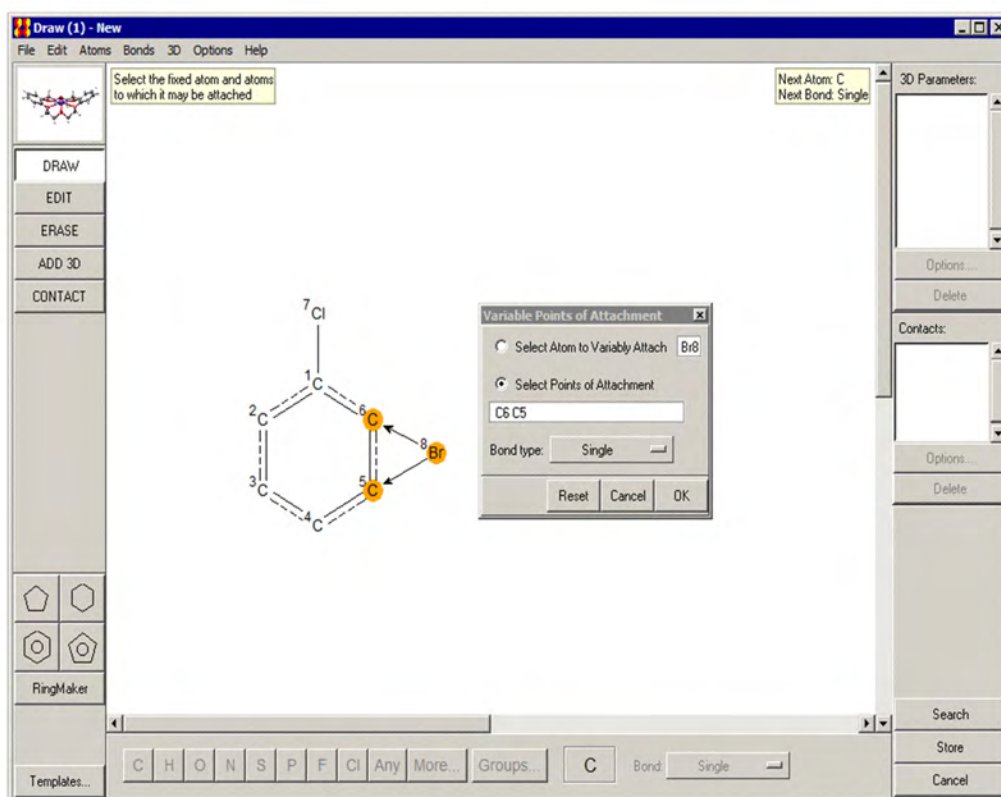 Draw (1) - New
File Edit Atoms Bonds 3D Options Help
Select the fixed atom and atoms
to which it may be attached
Next Atom: C
Next Bond: Single
3D Parameters:
DRAW
EDIT
ERASE
ADD 3D
CONTACT
Options...
Delete
Contacts:
Options...
Delete
7 Cl
1 C
2 C
6 C
8 Br
3 C
5 C
4 C
Variable Points of Attachment
Select Atom to Variably Attach Br8
Select Points of Attachment
C6 C5
Bond type: Single
Reset Cancel OK
RingMaker
Templates...
C H O N S P F Cl Any More... Groups... C Bond: Single
Search
Store
Cancel